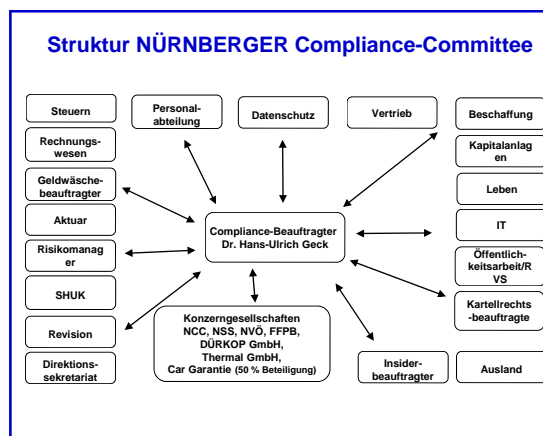 Struktur NÜRNBERGER Compliance-Committee
Steuern
Personal-
abteilung
Datenschutz
Vertrieb
Beschaffung
Rechnungs-
wesen
Kapitalanlag
en
Geldwäsche-
beauftragter
Leben
Aktuar
Compliance-Beauftragter
Dr. Hans-Ulrich Geck
IT
Risikomanag
er
Öffentlich-
keitsarbeit/R
VS
SHUK
Kartellrechts
-beauftragte
Revision
Konzerngesellschaften
NCC, NSS, NVÖ, FFPB,
DÜRKOP GmbH,
Thermal GmbH,
Car Garantie (50 % Beteiligung)
Direktions-
sekretariat
Insider-
beauftragter
Ausland